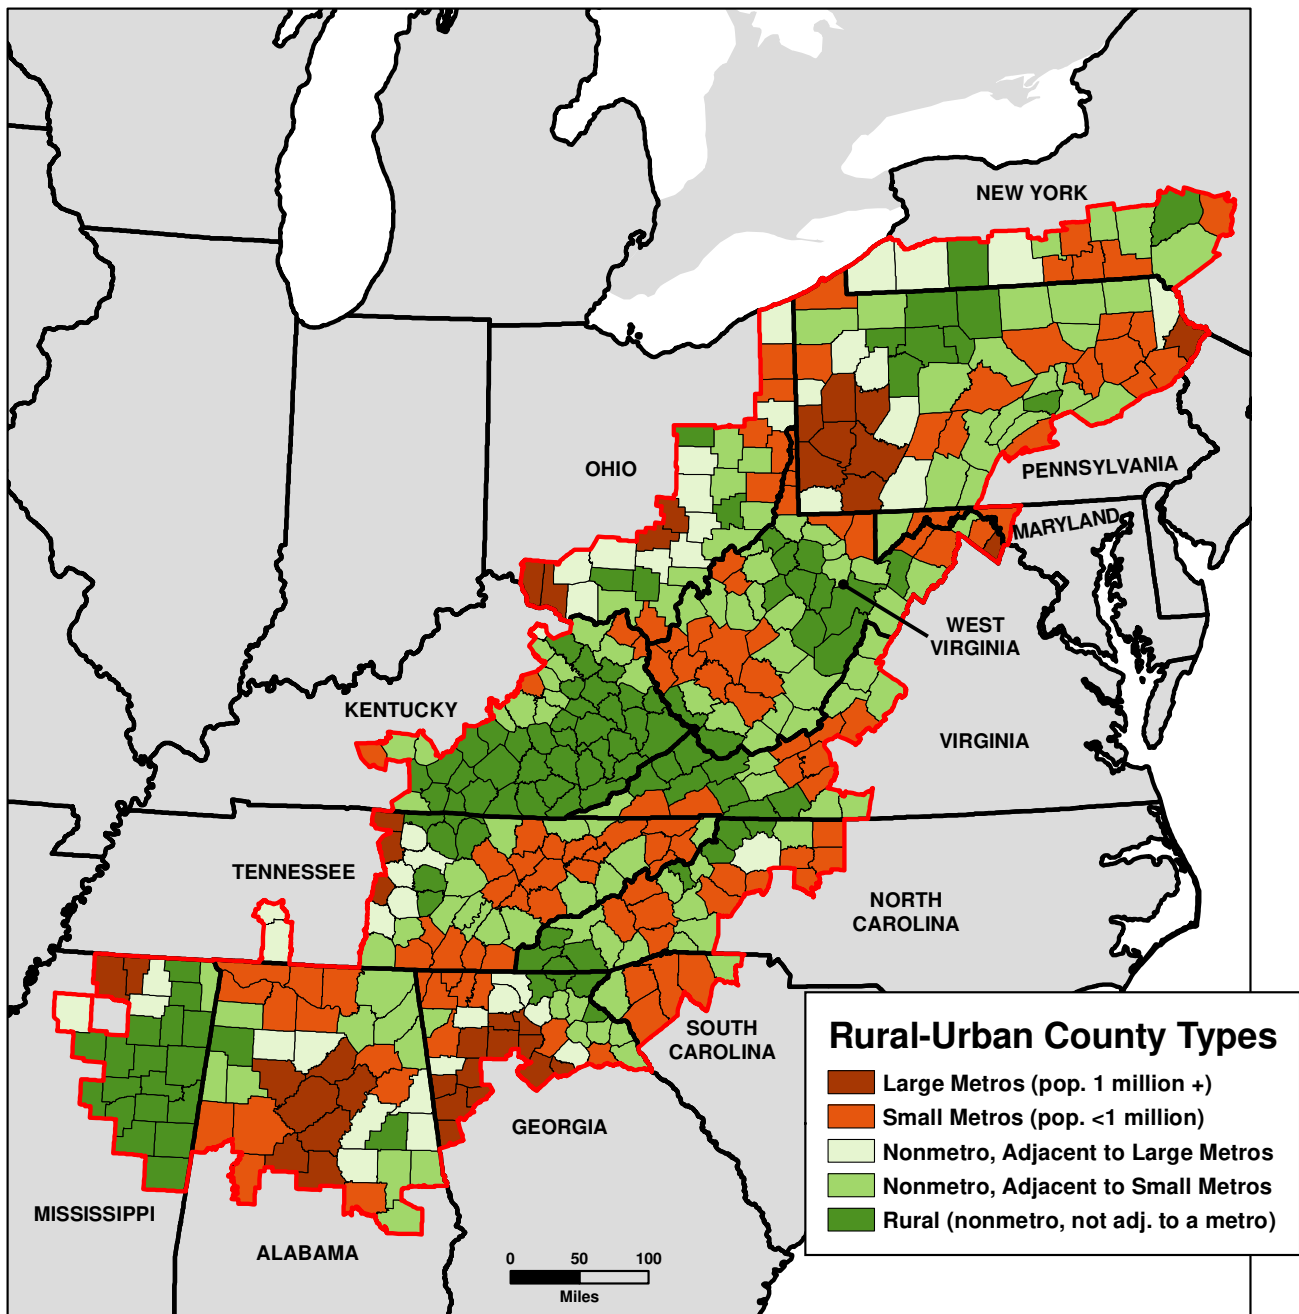 NEW YORK
OHIO
PENNSYLVANIA
MARYLAND
WEST
VIRGINIA
KENTUCKY
VIRGINIA
TENNESSEE
NORTH
CAROLINA
SOUTH
CAROLINA
GEORGIA
MISSISSIPPI
ALABAMA
Rural-Urban County Types
Large Metros (pop. 1 million +)
Small Metros (pop. <1 million)
Nonmetro, Adjacent to Large Metros
Nonmetro, Adjacent to Small Metros
Rural (nonmetro, not adj. to a metro)
0 50 100
Miles